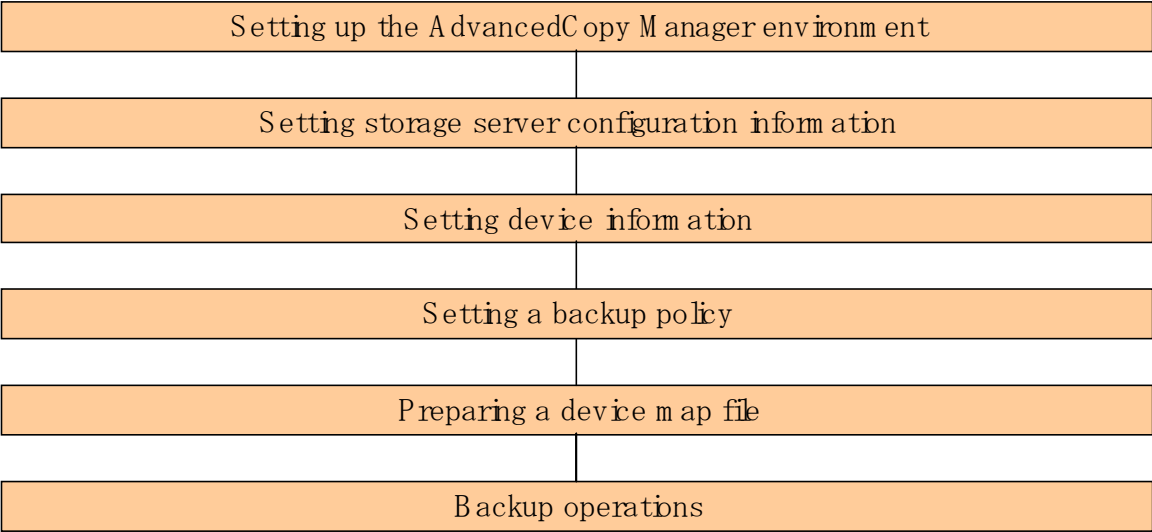 Setting up the AdvancedCopy Manager environment
Setting storage server configuration information
Setting device information
Setting a backup policy
Preparing a device map file
Backup operations